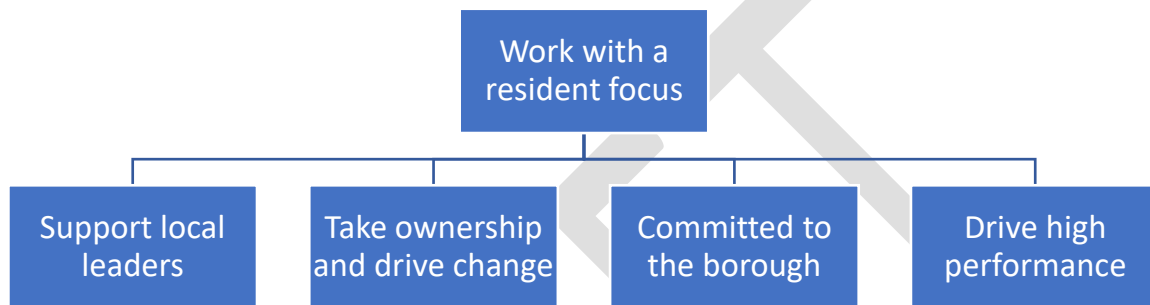 Work with a
resident focus
Support local
leaders
Take ownership
and drive change
Committed to
the borough
Drive high
performance